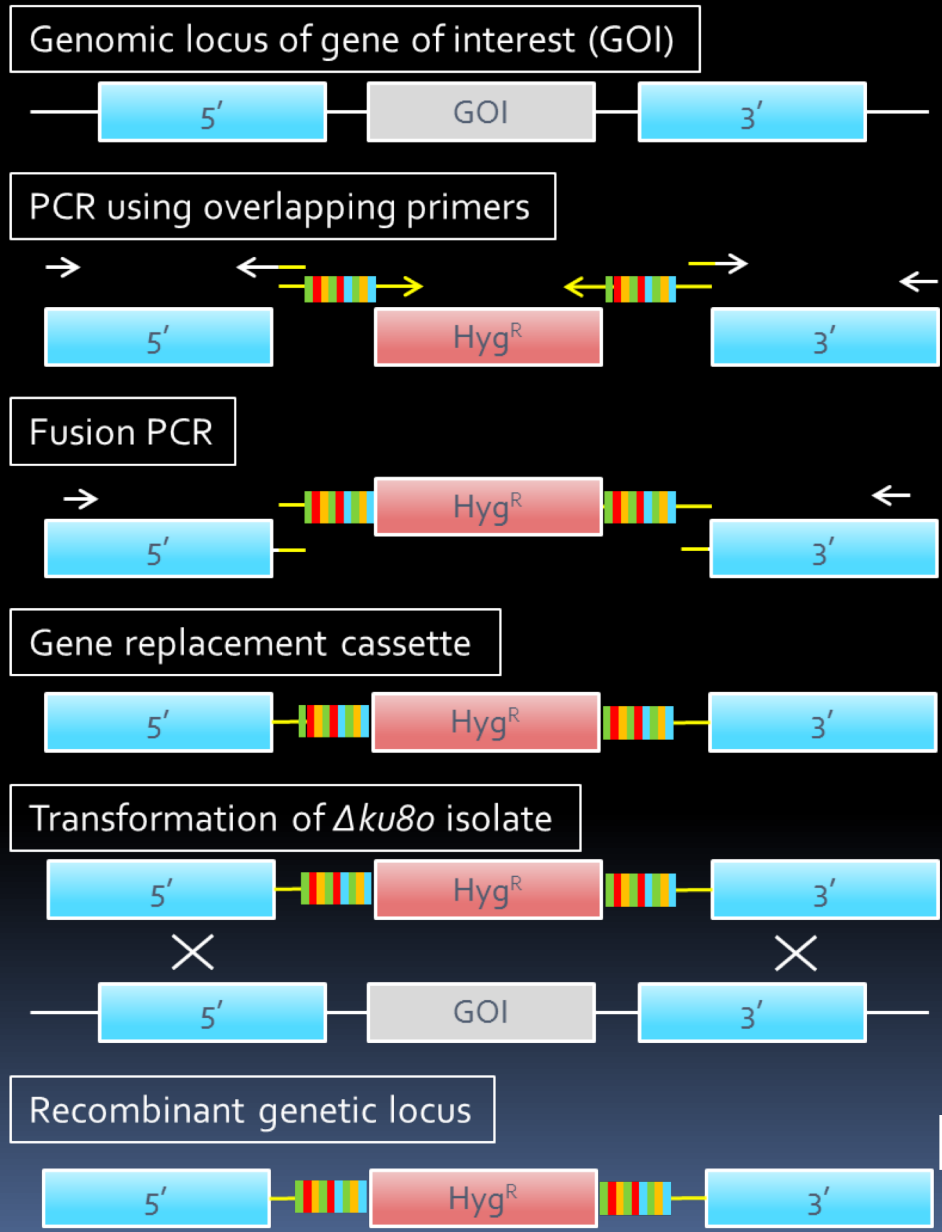 Genomic locus of gene of interest (GOI)
5′ GOI 3′
PCR using overlapping primers
5′ Hygᴿ 3′
Fusion PCR
5′ Hygᴿ 3′
Gene replacement cassette
5′ Hygᴿ 3′
Transformation of Δku80 isolate
5′ Hygᴿ 3′
5′ GOI 3′
Recombinant genetic locus
5′ Hygᴿ 3′